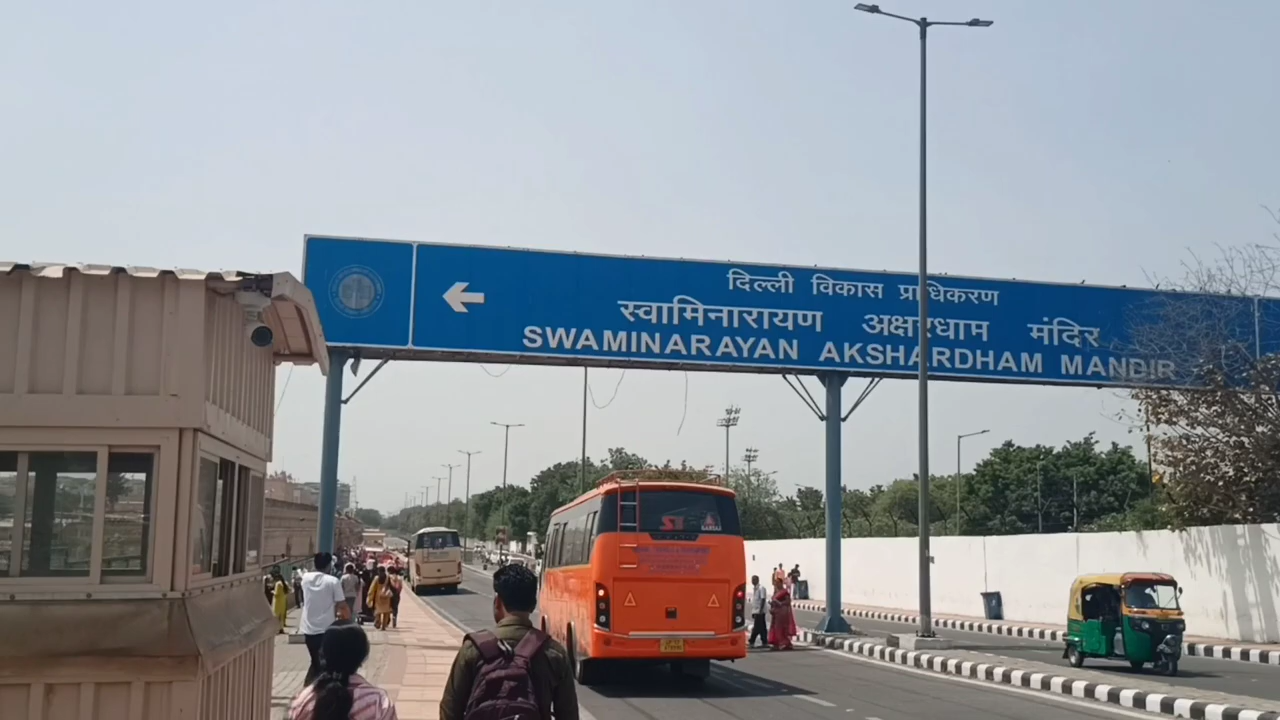 दिल्ली विकास प्राधिकरण
स्वामिनारायण अक्षरधाम मंदिर
SWAMINARAYAN AKSHARDHAM MANDIR